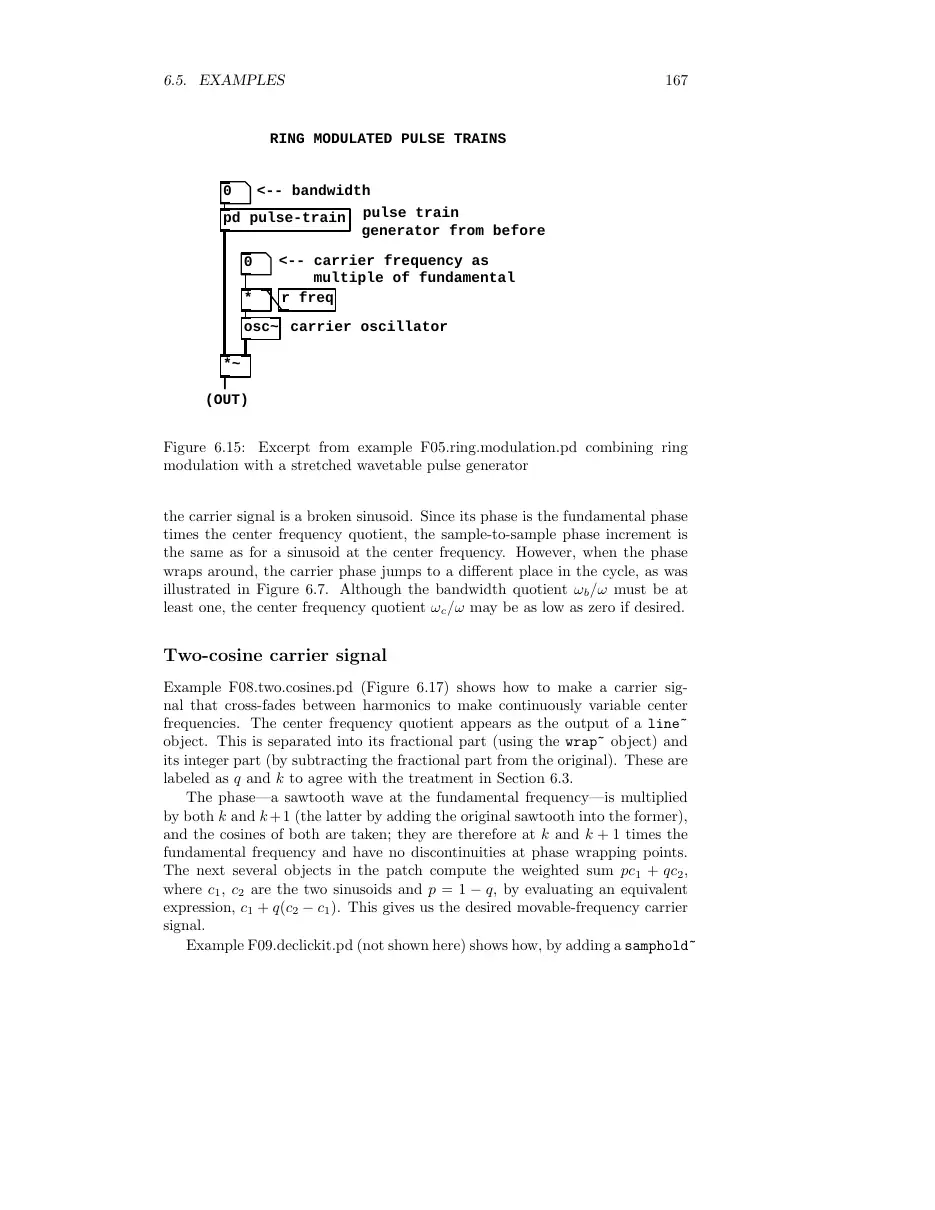 6.5. EXAMPLES 167
RING MODULATED PULSE TRAINS
0 <-- bandwidth
pd pulse-train pulse train
generator from before
0 <-- carrier frequency as
multiple of fundamental
* r freq
osc~ carrier oscillator
*~
(OUT)
Figure 6.15: Excerpt from example F05.ring.modulation.pd combining ring
modulation with a stretched wavetable pulse generator
the carrier signal is a broken sinusoid. Since its phase is the fundamental phase
times the center frequency quotient, the sample-to-sample phase increment is
the same as for a sinusoid at the center frequency. However, when the phase
wraps around, the carrier phase jumps to a different place in the cycle, as was
illustrated in Figure 6.7. Although the bandwidth quotient ω_b/ω must be at
least one, the center frequency quotient ω_c/ω may be as low as zero if desired.
Two-cosine carrier signal
Example F08.two.cosines.pd (Figure 6.17) shows how to make a carrier sig-
nal that cross-fades between harmonics to make continuously variable center
frequencies. The center frequency quotient appears as the output of a line~
object. This is separated into its fractional part (using the wrap~ object) and
its integer part (by subtracting the fractional part from the original). These are
labeled as q and k to agree with the treatment in Section 6.3.
The phase—a sawtooth wave at the fundamental frequency—is multiplied
by both k and k+1 (the latter by adding the original sawtooth into the former),
and the cosines of both are taken; they are therefore at k and k + 1 times the
fundamental frequency and have no discontinuities at phase wrapping points.
The next several objects in the patch compute the weighted sum pc₁ + qc₂,
where c₁, c₂ are the two sinusoids and p = 1 − q, by evaluating an equivalent
expression, c₁ + q(c₂ − c₁). This gives us the desired movable-frequency carrier
signal.
Example F09.declickit.pd (not shown here) shows how, by adding a samphold~